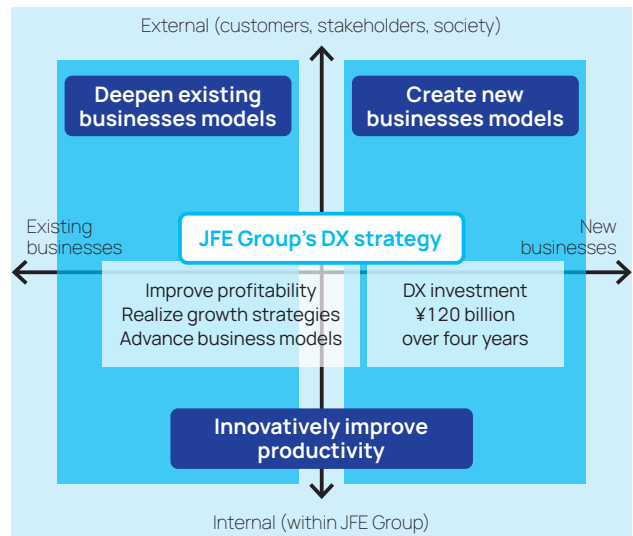 External (customers, stakeholders, society)
Deepen existing
businesses models
Create new
businesses models
Existing
businesses
JFE Group's DX strategy
New
businesses
Improve profitability
Realize growth strategies
Advance business models
DX investment
¥120 billion
over four years
Innovatively improve
productivity
Internal (within JFE Group)